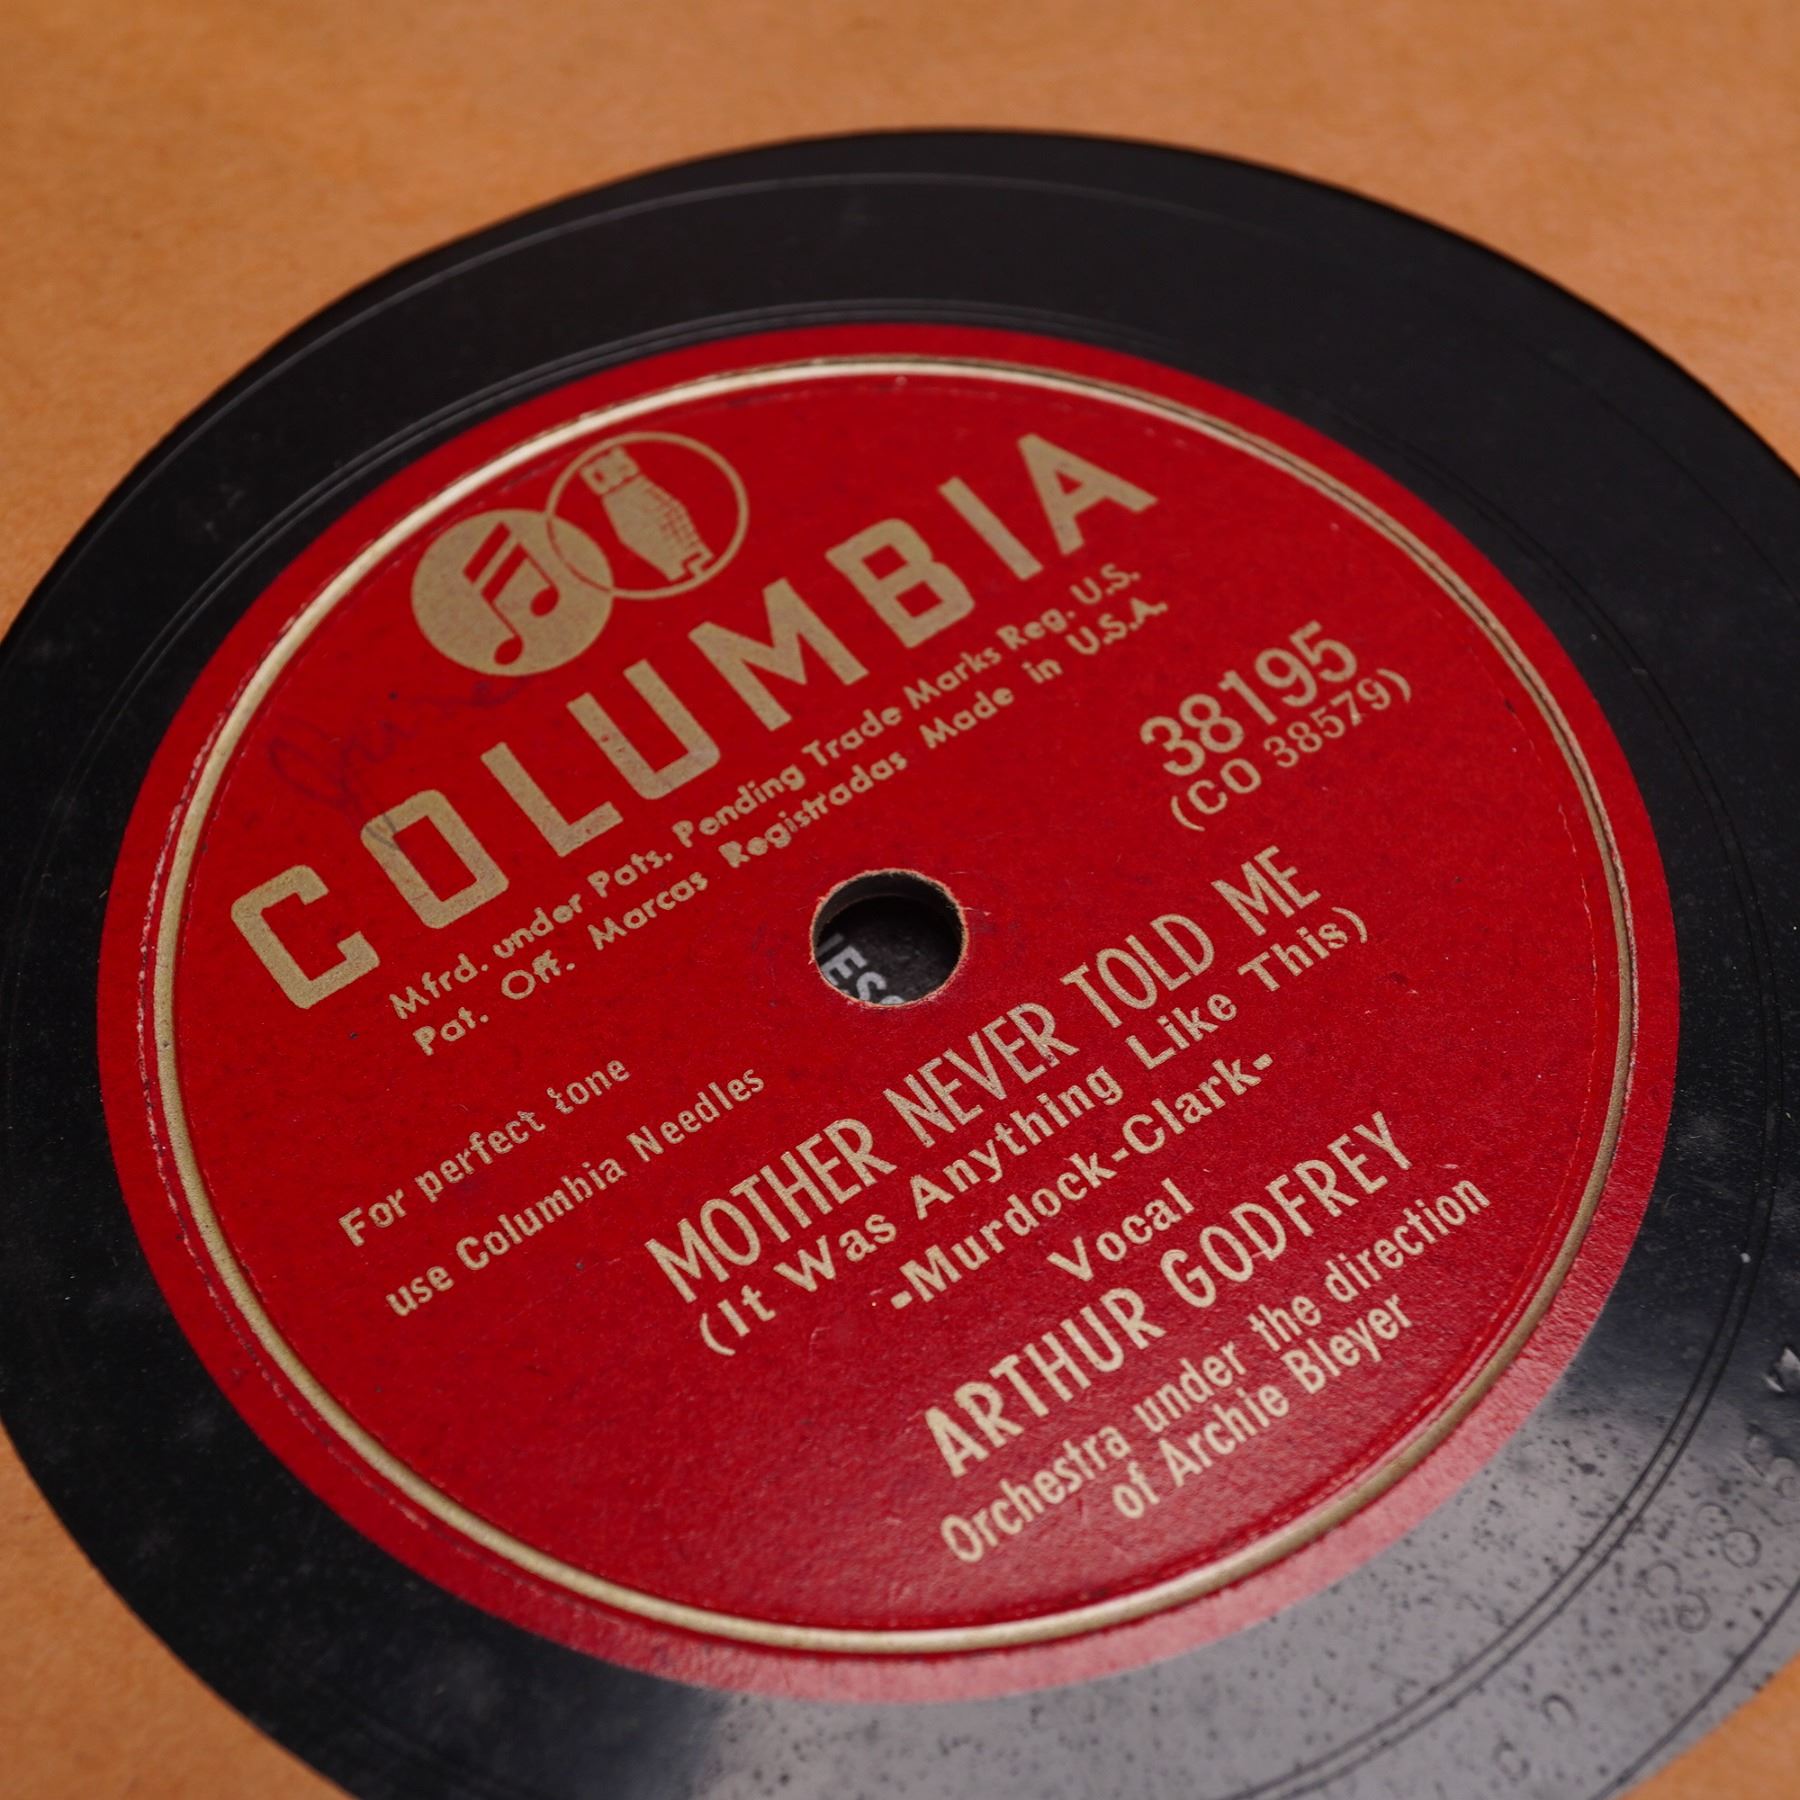 COLUMBIA
Mfrd. under Pats. Pending Trade Marks Reg. U.S.
Pat. Off. Marcas Registradas Made in U.S.A.
38195
(CO 38579)
For perfect tone
use Columbia Needles
MOTHER NEVER TOLD ME
(It Was Anything Like This)
-Murdock-Clark-
Vocal
ARTHUR GODFREY
Orchestra under the direction
of Archie Bleyer